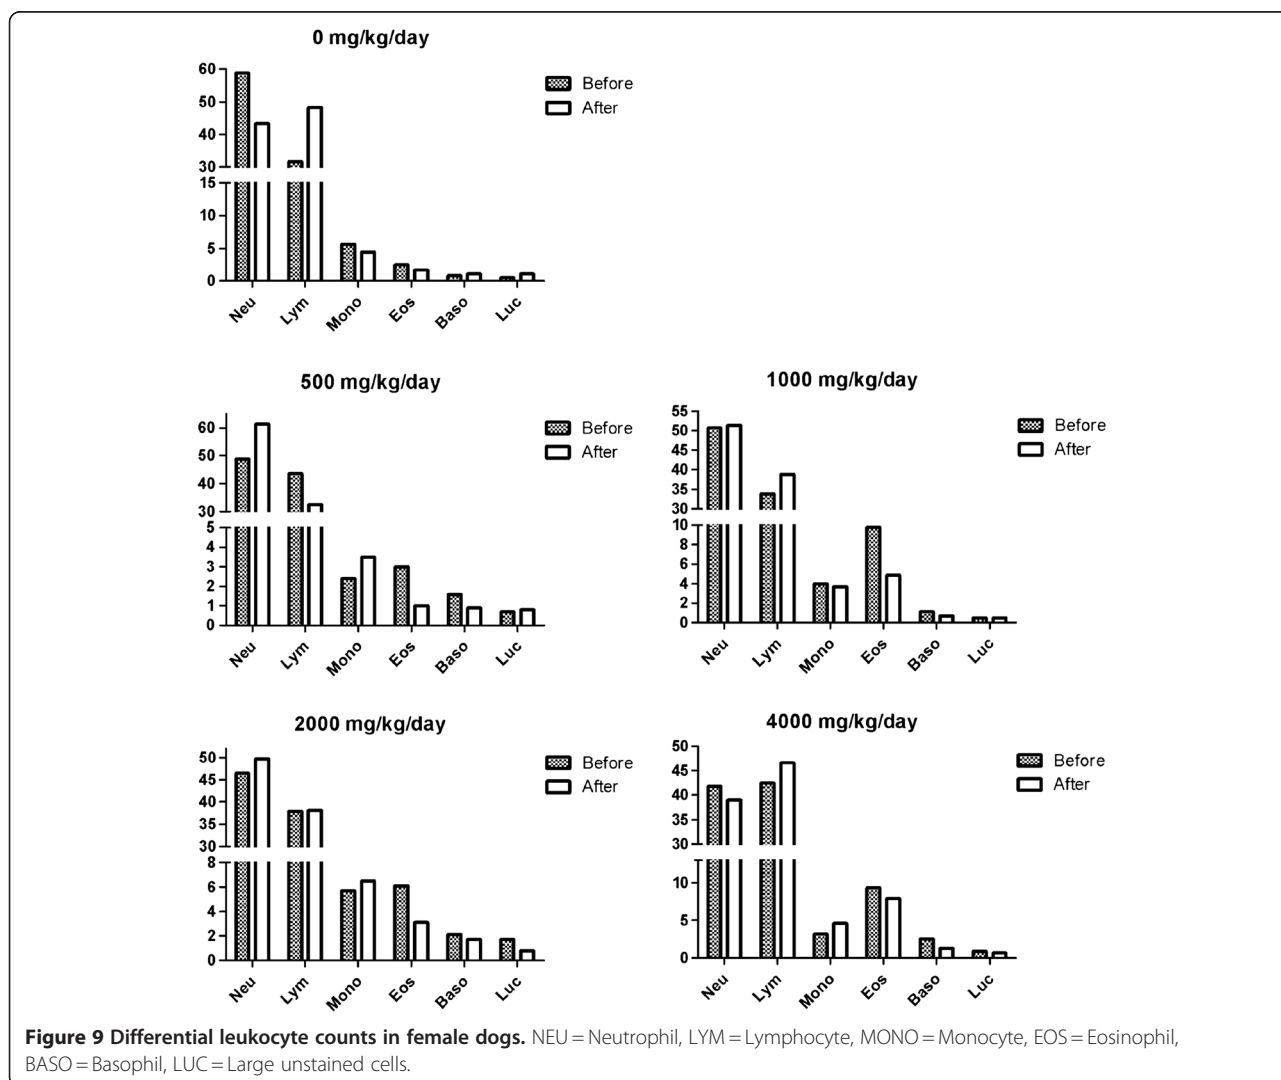 0 mg/kg/day
60
50
40
30
15
10
5
0
Neu Lym Mono Eos Baso Luc
Before
After
500 mg/kg/day
60
50
40
30
5
4
3
2
1
0
Neu Lym Mono Eos Baso Luc
Before
After
1000 mg/kg/day
55
50
45
40
35
30
10
8
6
4
2
0
Neu Lym Mono Eos Baso Luc
Before
After
2000 mg/kg/day
50
45
40
35
30
8
6
4
2
0
Neu Lym Mono Eos Baso Luc
Before
After
4000 mg/kg/day
50
45
40
35
30
10
5
0
Neu Lym Mono Eos Baso Luc
Before
After
Figure 9 Differential leukocyte counts in female dogs. NEU = Neutrophil, LYM = Lymphocyte, MONO = Monocyte, EOS = Eosinophil,
BASO = Basophil, LUC = Large unstained cells.